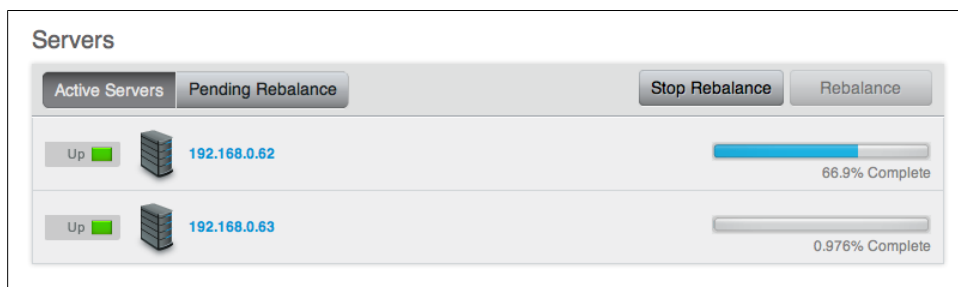 Servers
Active Servers Pending Rebalance Stop Rebalance Rebalance
Up 192.168.0.62
66.9% Complete
Up 192.168.0.63
0.976% Complete